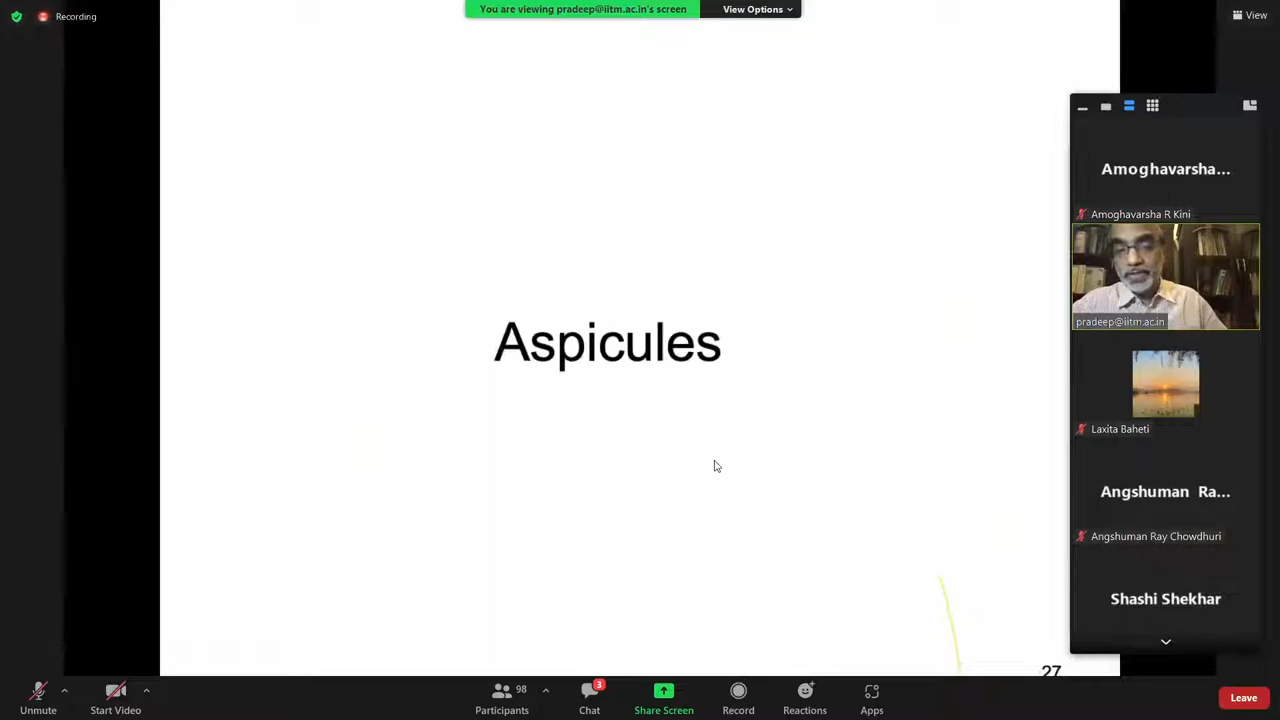 Recording
You are viewing pradeep@iitm.ac.in's screen
View Options
View
Aspicules
27
Amoghavarsha...
Amoghavarsha R Kini
pradeep@iitm.ac.in
Laxita Baheti
Angshuman Ra...
Angshuman Ray Chowdhuri
Shashi Shekhar
Unmute
Start Video
98
Participants
3
Chat
Share Screen
Record
Reactions
Apps
Leave